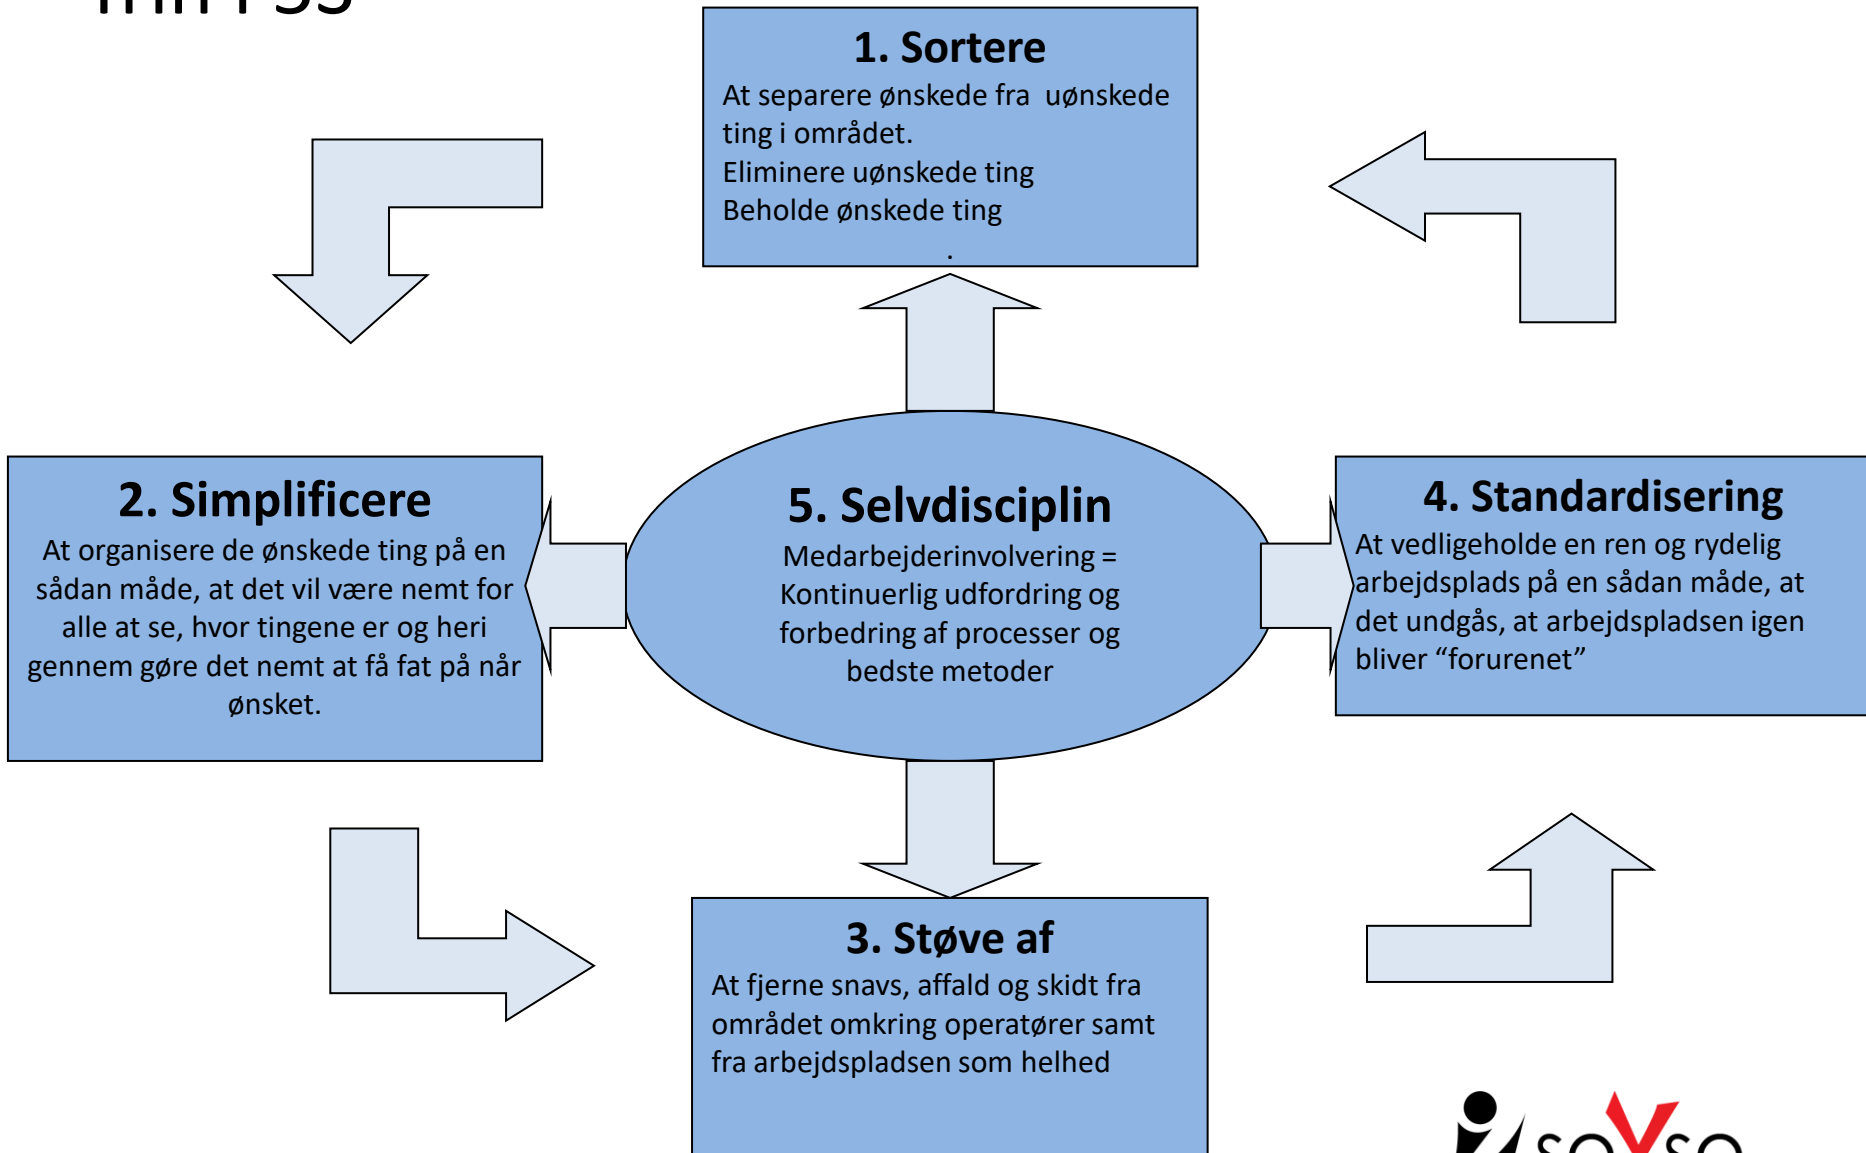 1. Sortere
At separere ønskede fra  uønskede
ting i området.
Eliminere uønskede ting
Beholde ønskede ting
.
2. Simplificere
At organisere de ønskede ting på en
sådan måde, at det vil være nemt for
alle at se, hvor tingene er og heri
gennem gøre det nemt at få fat på når
ønsket.
5. Selvdisciplin
Medarbejderinvolvering =
Kontinuerlig udfordring og
forbedring af processer og
bedste metoder
4. Standardisering
At vedligeholde en ren og rydelig
arbejdsplads på en sådan måde, at
det undgås, at arbejdspladsen igen
bliver “forurenet”
3. Støve af
At fjerne snavs, affald og skidt fra
området omkring operatører samt
fra arbejdspladsen som helhed